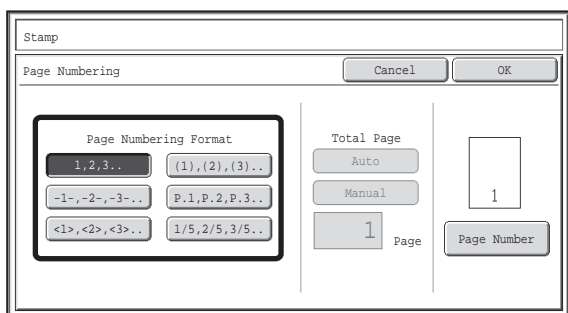 Stamp
Page Numbering
Cancel
OK
Page Numbering Format
1,2,3..
(1),(2),(3)..
-1-,-2-,-3-..
P.1,P.2,P.3..
<1>,<2>,<3>..
1/5,2/5,3/5..
Total Page
Auto
Manual
1
Page
1
Page Number